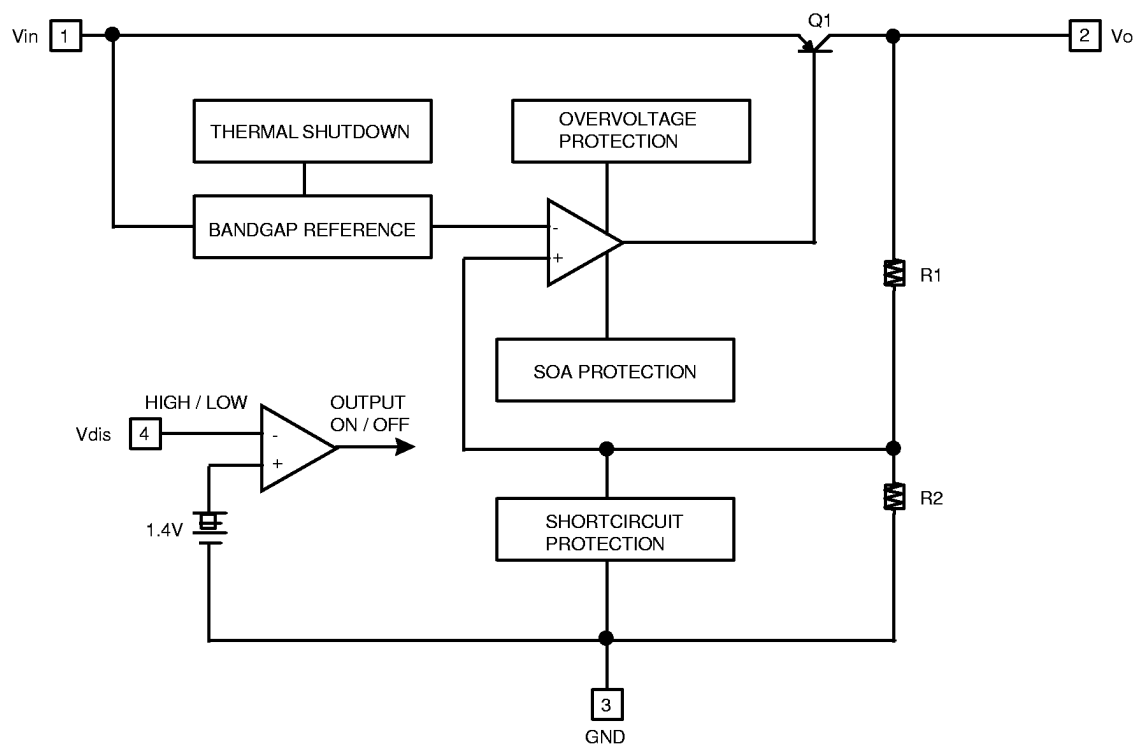 Q1
Vin 1
2 Vo
THERMAL SHUTDOWN
OVERVOLTAGE
PROTECTION
BANDGAP REFERENCE
-
+
R1
SOA PROTECTION
HIGH / LOW
OUTPUT
ON / OFF
Vdis 4
-
+
1.4V
SHORTCIRCUIT
PROTECTION
R2
3
GND